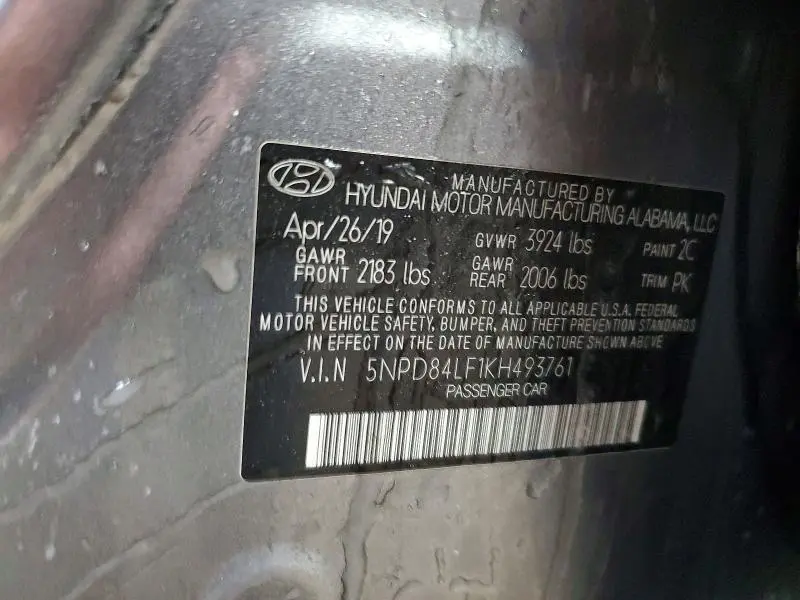 MANUFACTURED BY
HYUNDAI MOTOR MANUFACTURING ALABAMA, LLC
Apr/26/19 GVWR 3924 lbs PAINT 2C
GAWR FRONT 2183 lbs GAWR REAR 2006 lbs TRIM PK
THIS VEHICLE CONFORMS TO ALL APPLICABLE U.S.A. FEDERAL
MOTOR VEHICLE SAFETY, BUMPER, AND THEFT PREVENTION STANDARDS
IN EFFECT ON THE DATE OF MANUFACTURE SHOWN ABOVE
V.I.N 5NPD84LF1KH493761
PASSENGER CAR